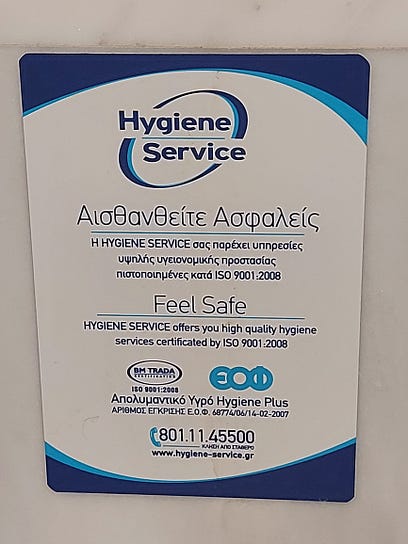 Hygiene
Service
Αισθανθείτε Ασφαλείς
Η HYGIENE SERVICE σας παρέχει υπηρεσίες
υψηλής υγειονομικής προστασίας
πιστοποιημένες κατά ISO 9001:2008
Feel Safe
HYGIENE SERVICE offers you high quality hygiene
services certificated by ISO 9001:2008
BM TRADA
CERTIFICATION
ISO 9001:2008
ΕΟΦ
Απολυμαντικό Υγρό Hygiene Plus
ΑΡΙΘΜΟΣ ΕΓΚΡΙΣΗΣ Ε.Ο.Φ. 68774/06/14-02-2007
801.11.45500
ΚΛΗΣΗ ΑΠΟ ΣΤΑΘΕΡΟ
www.hygiene-service.gr